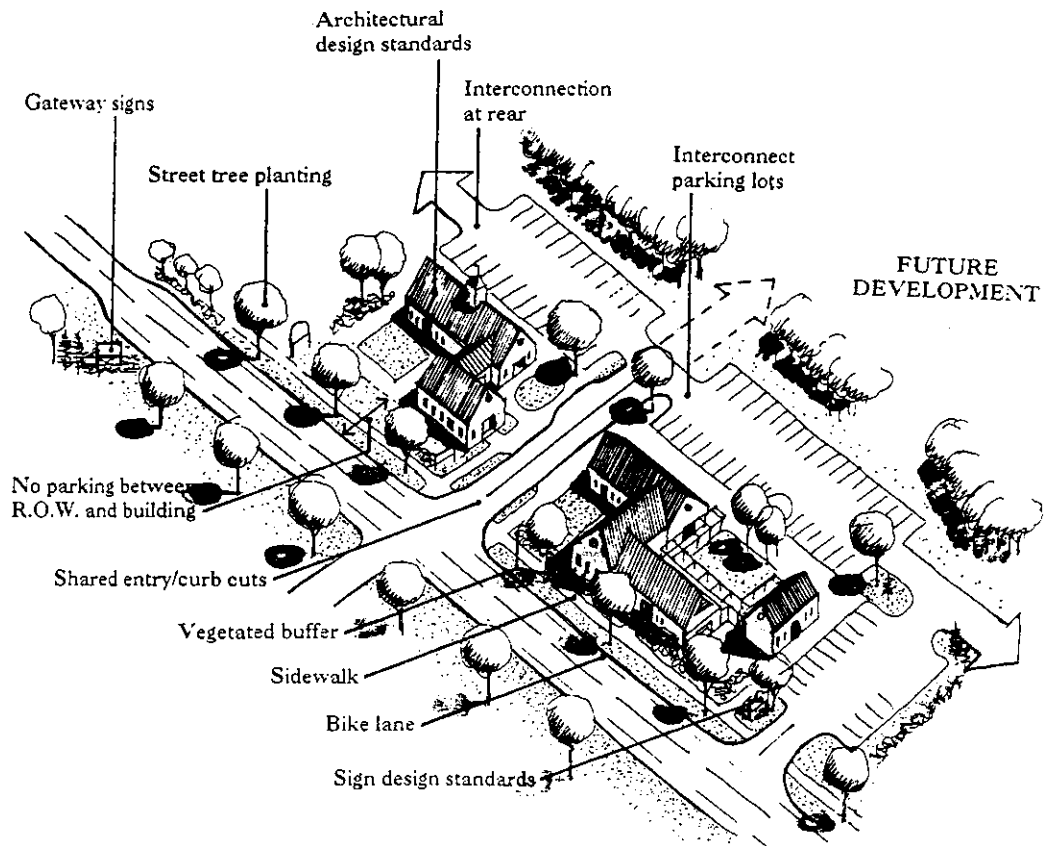 Architectural
design standards
Gateway signs
Interconnection
at rear
Street tree planting
Interconnect
parking lots
FUTURE
DEVELOPMENT
No parking between
R.O.W. and building
Shared entry/curb cuts
Vegetated buffer
Sidewalk
Bike lane
Sign design standards